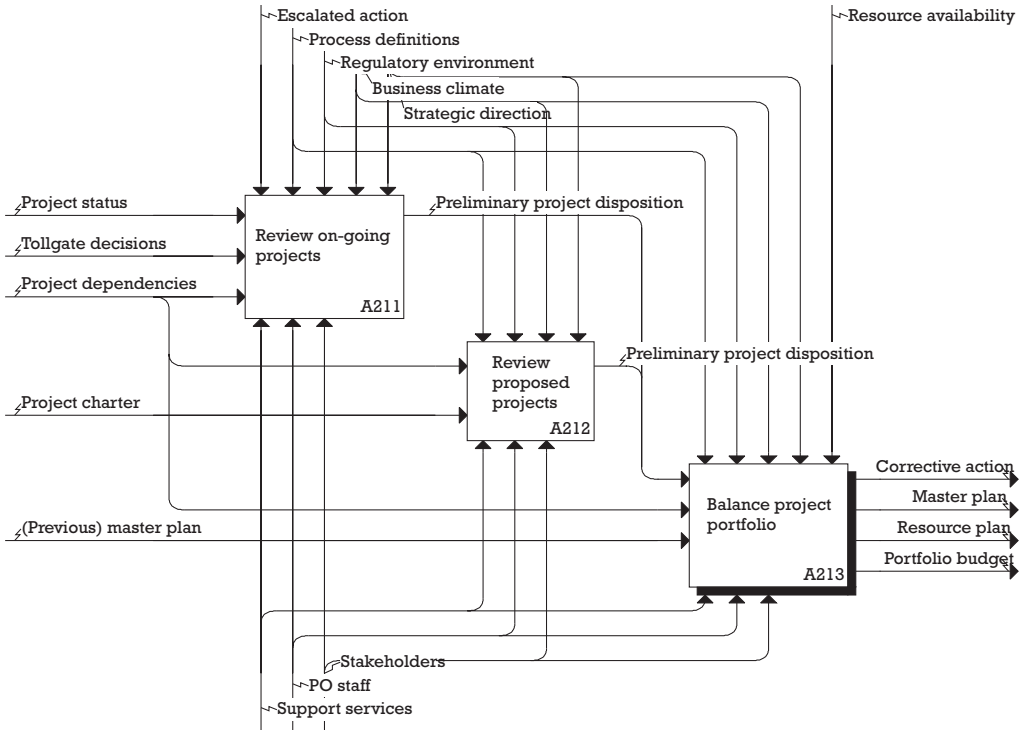 Escalated action
Resource availability
Process definitions
Regulatory environment
Business climate
Strategic direction
Project status
Preliminary project disposition
Review on-going
projects
Tollgate decisions
Project dependencies
A211
Preliminary project disposition
Review
proposed
projects
Project charter
A212
Corrective action
Master plan
Balance project
portfolio
(Previous) master plan
Resource plan
Portfolio budget
A213
Stakeholders
PO staff
Support services